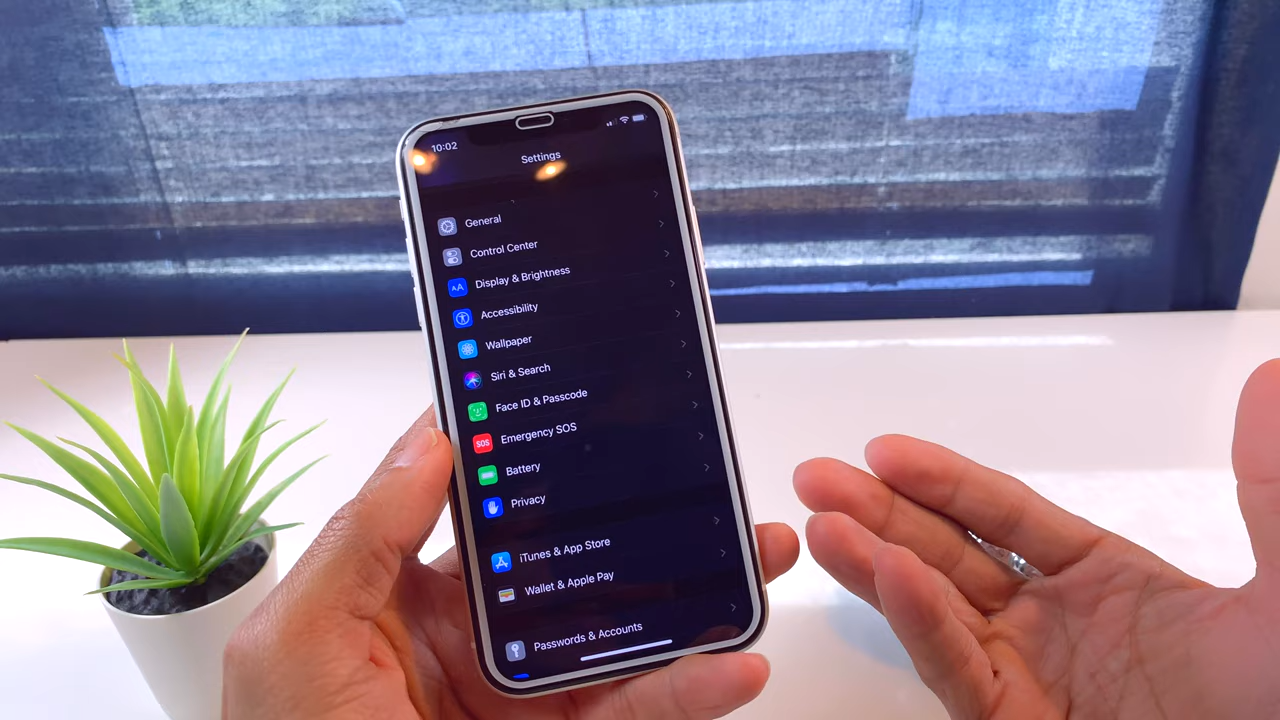 10:02
Settings
General
Control Center
AA
Display & Brightness
Accessibility
Wallpaper
Siri & Search
Face ID & Passcode
SOS
Emergency SOS
Battery
Privacy
iTunes & App Store
Wallet & Apple Pay
Passwords & Accounts